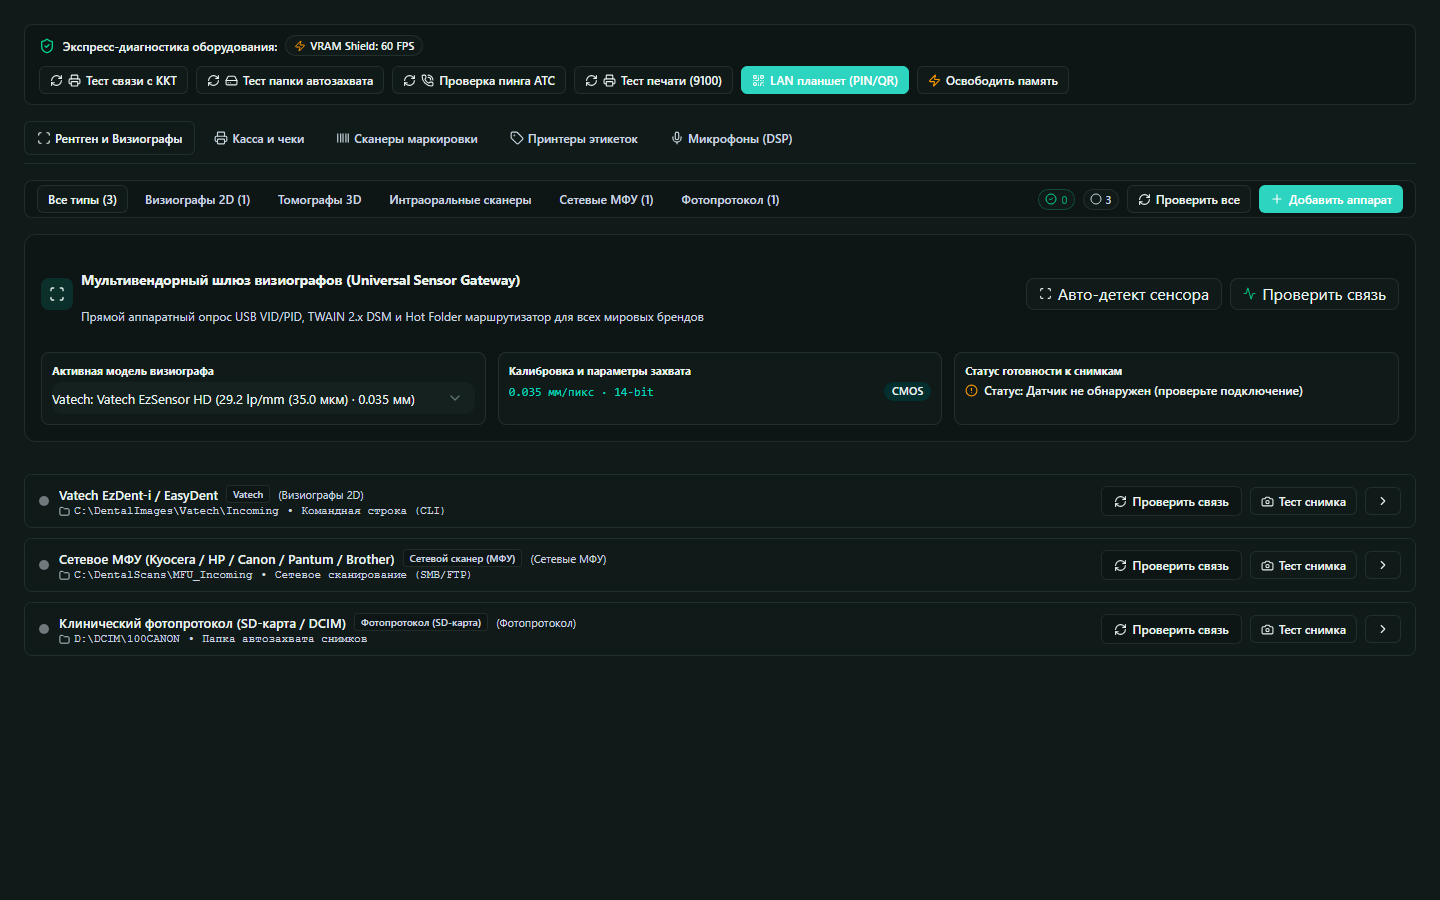 Экспресс-диагностика оборудования: VRAM Shield: 60 FPS
Тест связи с ККТ Тест папки автозахвата Проверка пинга АТС Тест печати (9100) LAN планшет (PIN/QR) Освободить память
Рентген и Визиографы Касса и чеки Сканеры маркировки Принтеры этикеток Микрофоны (DSP)
Все типы (3) Визиографы 2D (1) Томографы 3D Интраоральные сканеры Сетевые МФУ (1) Фотопротокол (1) 0 3 Проверить все + Добавить аппарат
Мультивендорный шлюз визиографов (Universal Sensor Gateway)
Прямой аппаратный опрос USB VID/PID, TWAIN 2.x DSM и Hot Folder маршрутизатор для всех мировых брендов
Авто-детект сенсора Проверить связь
Активная модель визиографа
Vatech: Vatech EzSensor HD (29.2 lp/mm (35.0 мкм) · 0.035 мм)
Калибровка и параметры захвата
0.035 мм/пикс · 14-bit CMOS
Статус готовности к снимкам
Статус: Датчик не обнаружен (проверьте подключение)
Vatech EzDent-i / EasyDent Vatech (Визиографы 2D)
C:\DentalImages\Vatech\Incoming • Командная строка (CLI)
Проверить связь Тест снимка
Сетевое МФУ (Kyocera / HP / Canon / Pantum / Brother) Сетевой сканер (МФУ) (Сетевые МФУ)
C:\DentalScans\MFU_Incoming • Сетевое сканирование (SMB/FTP)
Проверить связь Тест снимка
Клинический фотопротокол (SD-карта / DCIM) Фотопротокол (SD-карта) (Фотопротокол)
D:\DCIM\100CANON • Папка автозахвата снимков
Проверить связь Тест снимка